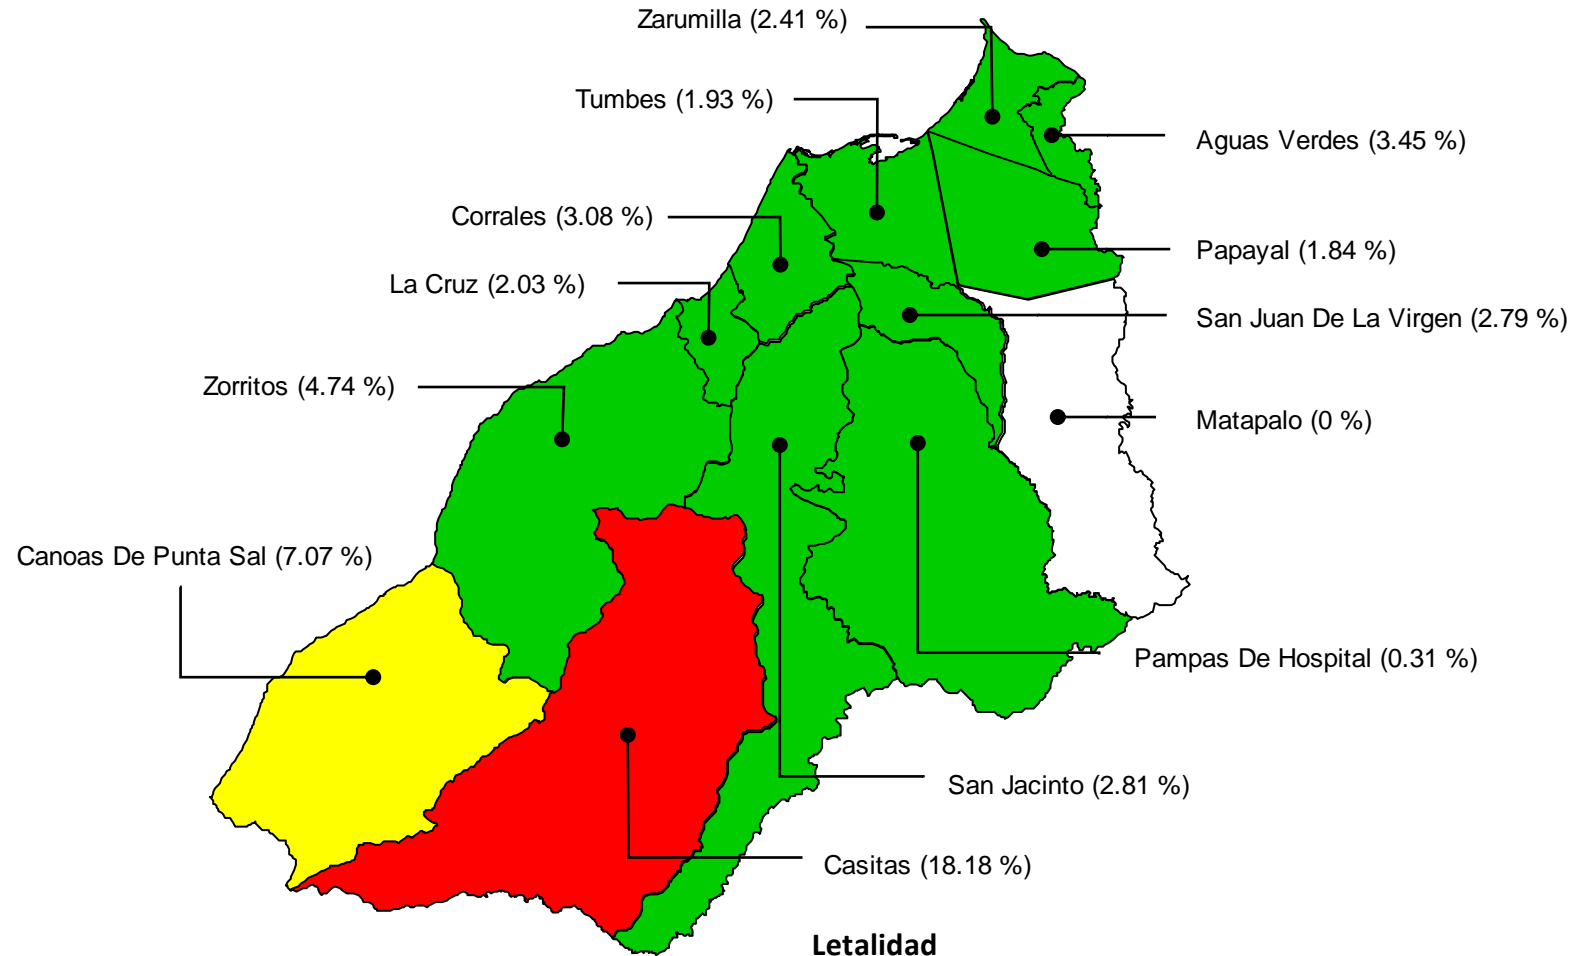 Zarumilla (2.41 %)
Tumbes (1.93 %)
Aguas Verdes (3.45 %)
Corrales (3.08 %)
Papayal (1.84 %)
La Cruz (2.03 %)
San Juan De La Virgen (2.79 %)
Zorritos (4.74 %)
Matapalo (0 %)
Canoas De Punta Sal (7.07 %)
Pampas De Hospital (0.31 %)
San Jacinto (2.81 %)
Casitas (18.18 %)
Letalidad